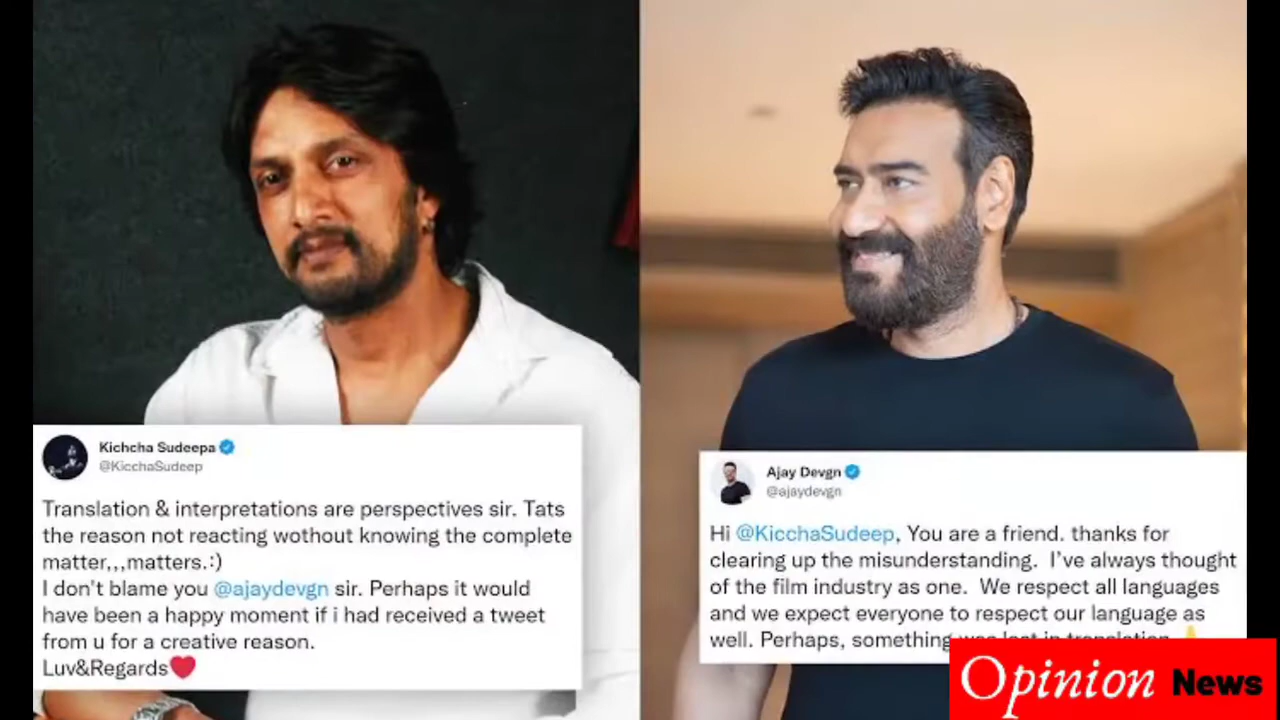 Kichcha Sudeepa
@KicchaSudeep
Translation & interpretations are perspectives sir. Tats
the reason not reacting wothout knowing the complete
matter,,,matters.:)
I don't blame you @ajaydevgn sir. Perhaps it would
have been a happy moment if i had received a tweet
from u for a creative reason.
Luv&Regards❤️
Ajay Devgn
@ajaydevgn
Hi @KicchaSudeep, You are a friend. thanks for
clearing up the misunderstanding. I've always thought
of the film industry as one. We respect all languages
and we expect everyone to respect our language as
well. Perhaps, something was lost in translation
Opinion News